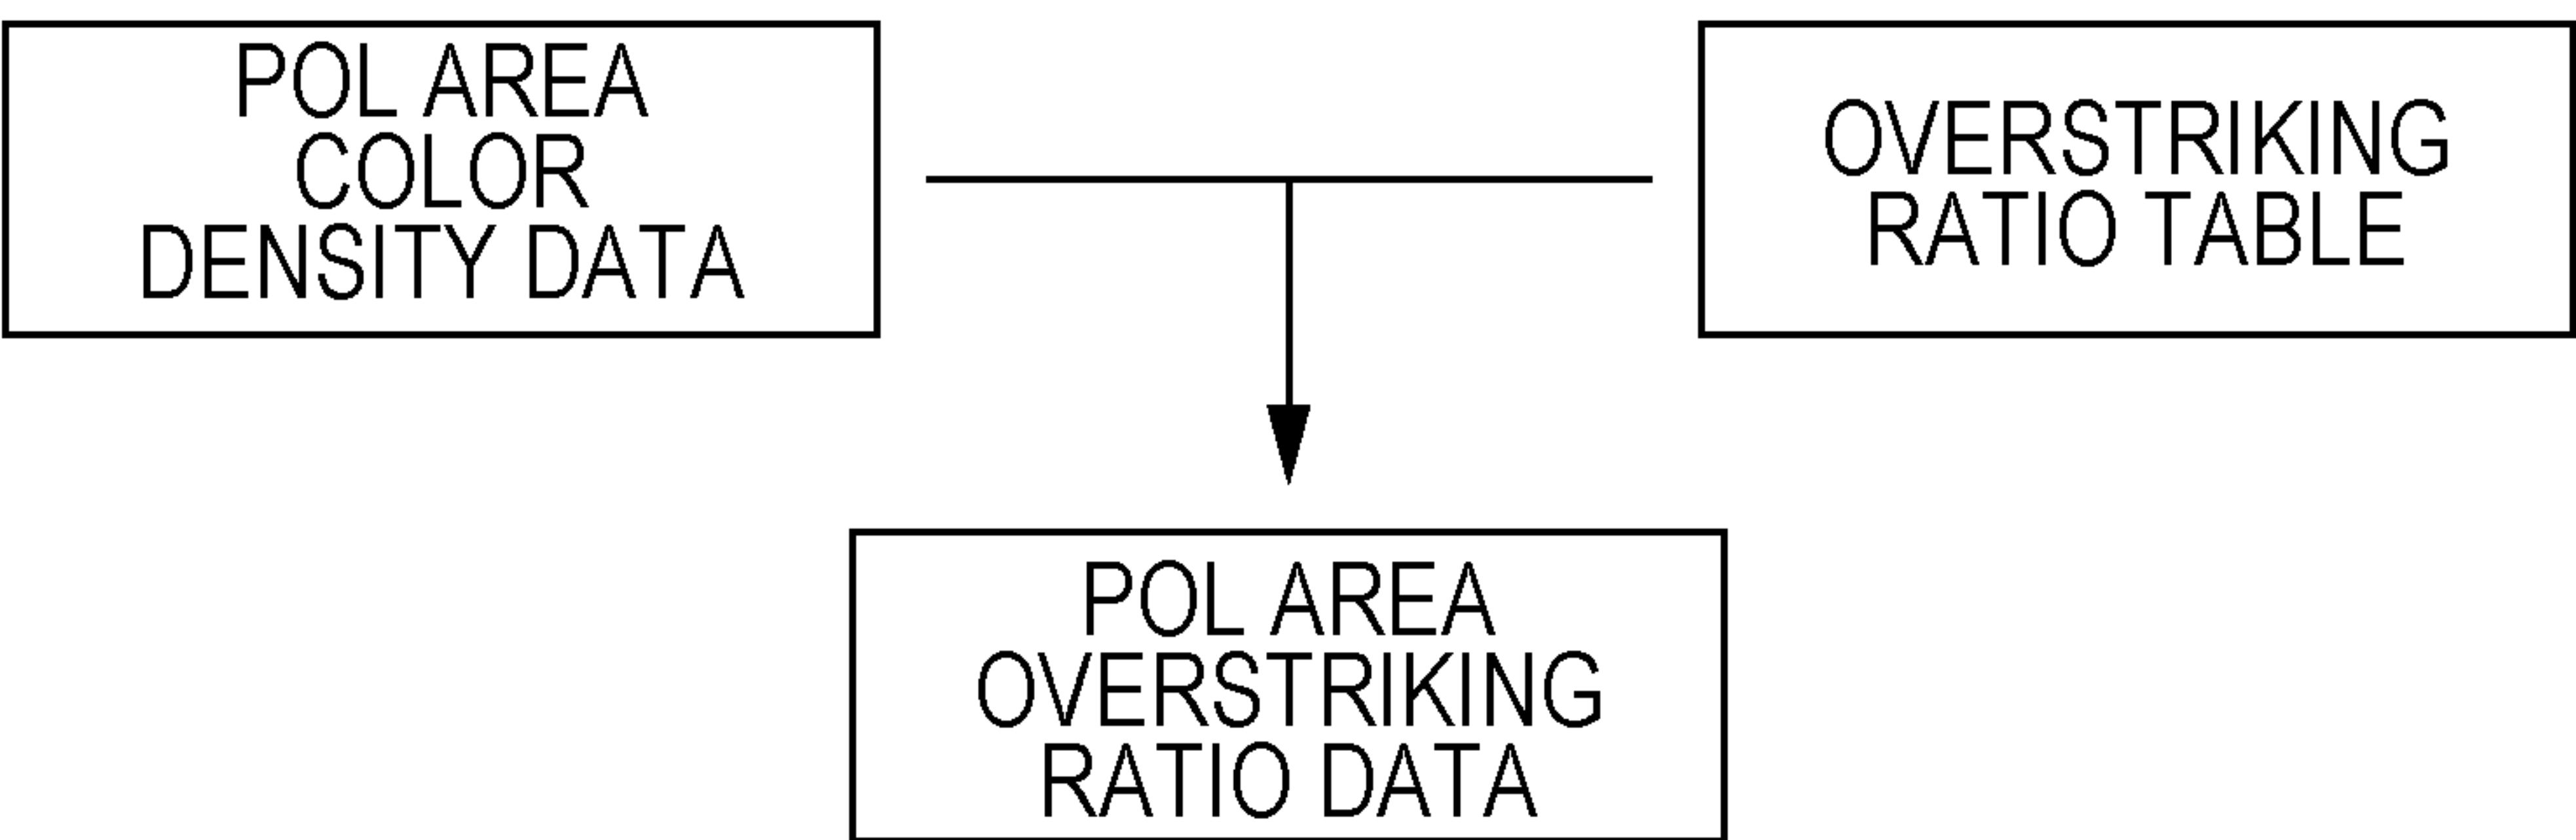 POL AREA
COLOR
DENSITY DATA
OVERSTRIKING
RATIO TABLE
POL AREA
OVERSTRIKING
RATIO DATA